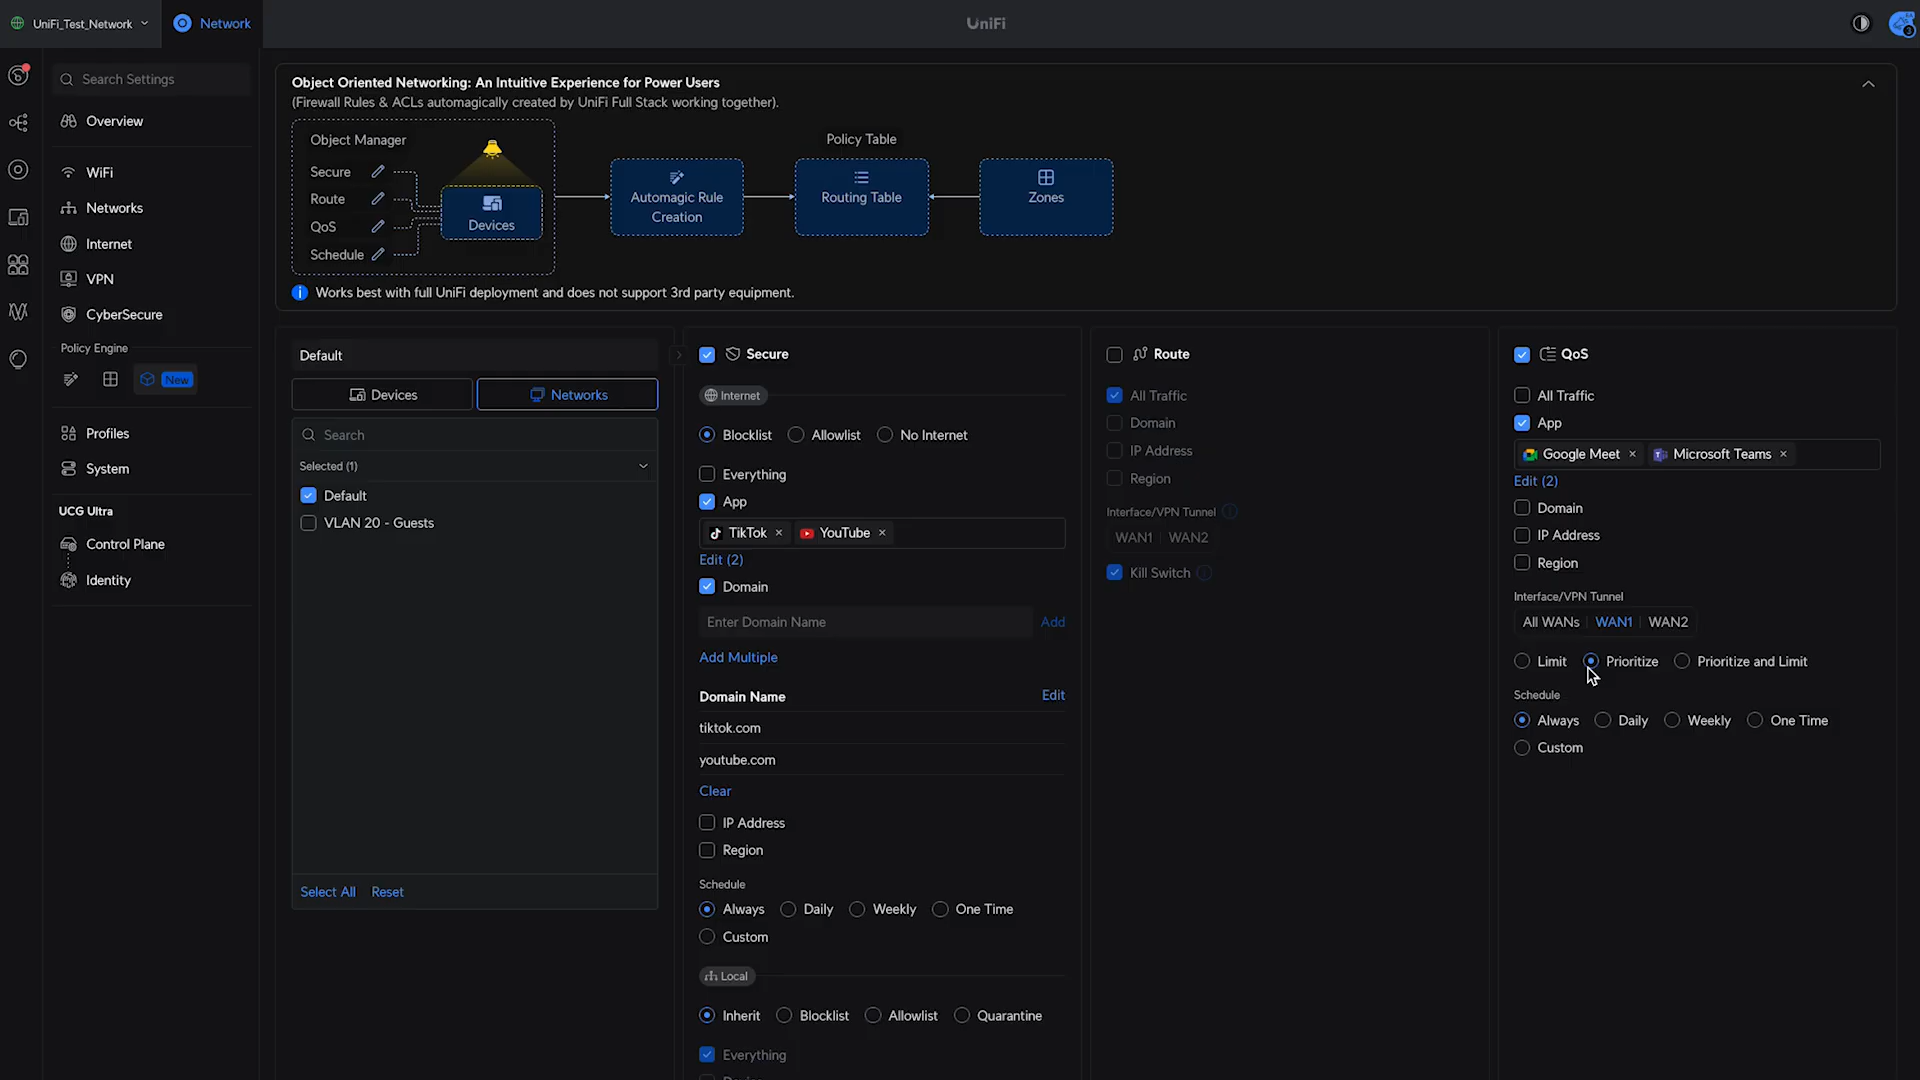 UniFi_Test_Network
Network
UniFi
3
Search Settings
Overview
WiFi
Networks
Internet
VPN
CyberSecure
Policy Engine
New
Profiles
System
UCG Ultra
Control Plane
Identity
Object Oriented Networking: An Intuitive Experience for Power Users
(Firewall Rules & ACLs automagically created by UniFi Full Stack working together).
Object Manager
Secure
Route
QoS
Schedule
Devices
Automagic Rule
Creation
Policy Table
Routing Table
Zones
Works best with full UniFi deployment and does not support 3rd party equipment.
Default
Devices
Networks
Search
Selected (1)
Default
VLAN 20 - Guests
Select All Reset
Secure
Internet
Blocklist Allowlist No Internet
Everything
App
TikTok × YouTube ×
Edit (2)
Domain
Enter Domain Name Add
Add Multiple
Domain Name Edit
tiktok.com
youtube.com
Clear
IP Address
Region
Schedule
Always Daily Weekly One Time
Custom
Local
Inherit Blocklist Allowlist Quarantine
Everything
Route
All Traffic
Domain
IP Address
Region
Interface/VPN Tunnel
WAN1 WAN2
Kill Switch
QoS
All Traffic
App
Google Meet × Microsoft Teams ×
Edit (2)
Domain
IP Address
Region
Interface/VPN Tunnel
All WANs WAN1 WAN2
Limit Prioritize Prioritize and Limit
Schedule
Always Daily Weekly One Time
Custom